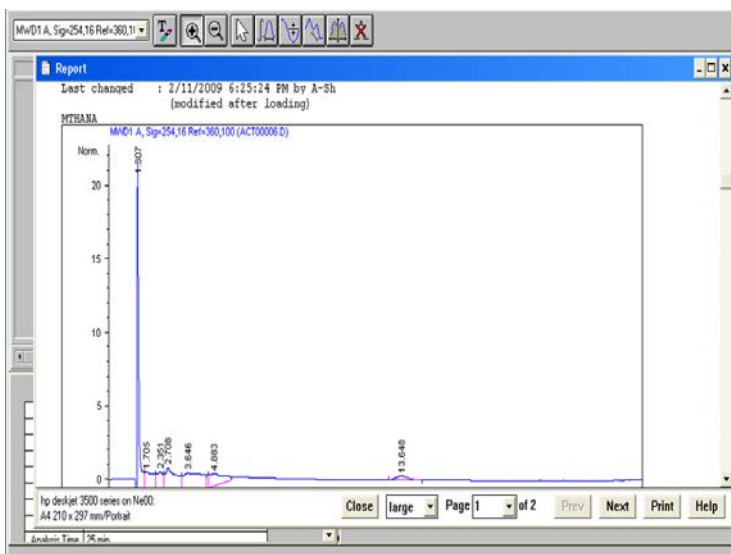 MWD1 A, Sig=254,16 Ref=360,1(
Report
Last changed : 2/11/2009 6:25:24 PM by A-Sh
(modified after loading)
MTHANA
MWD1 A, Sig=254,16 Ref=360,100 (ACT00006.D)
Norm.
20
15
10
5
0
1.705
2.351
2.708
3.646
4.883
13.648
hp deskjet 3500 series on Ne00:
A4 210 x 297 mm/Portrait
Close
large
Page 1 of 2
Prev
Next
Print
Help
Analysis Time 25 min